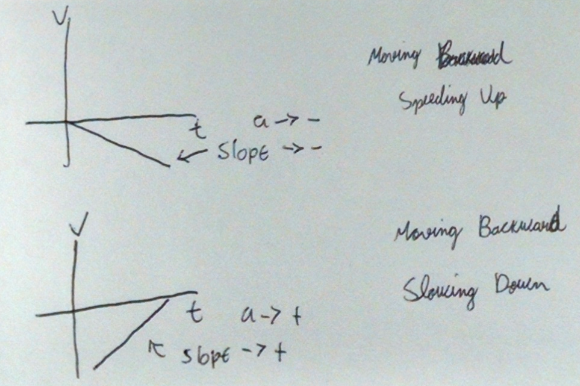 V
Moving Backward
Speeding Up
t a -> -
slope -> -
V
Moving Backward
Slowing Down
t a -> +
slope -> +